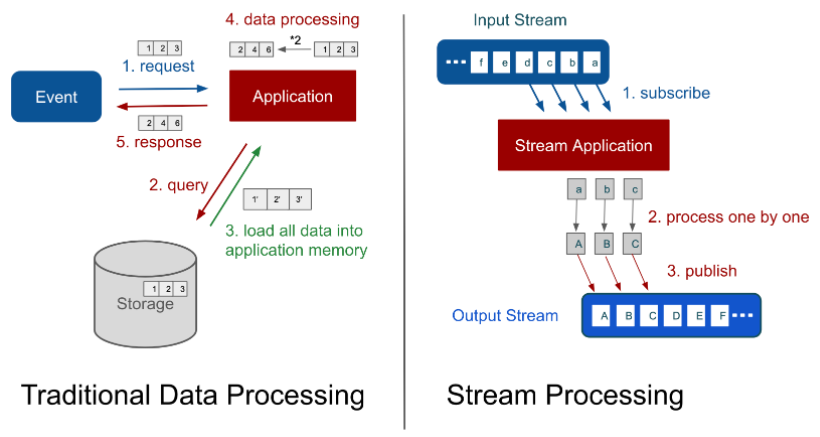 4. data processing
1 2 3
2 4 6
*2
1 2 3
1. request
Event
Application
2 4 6
5. response
2. query
1' 2' 3'
3. load all data into
application memory
1 2 3
Storage
Traditional Data Processing
Input Stream
f e d c b a
1. subscribe
Stream Application
a b c
2. process one by one
A B C
3. publish
Output Stream
A B C D E F
Stream Processing